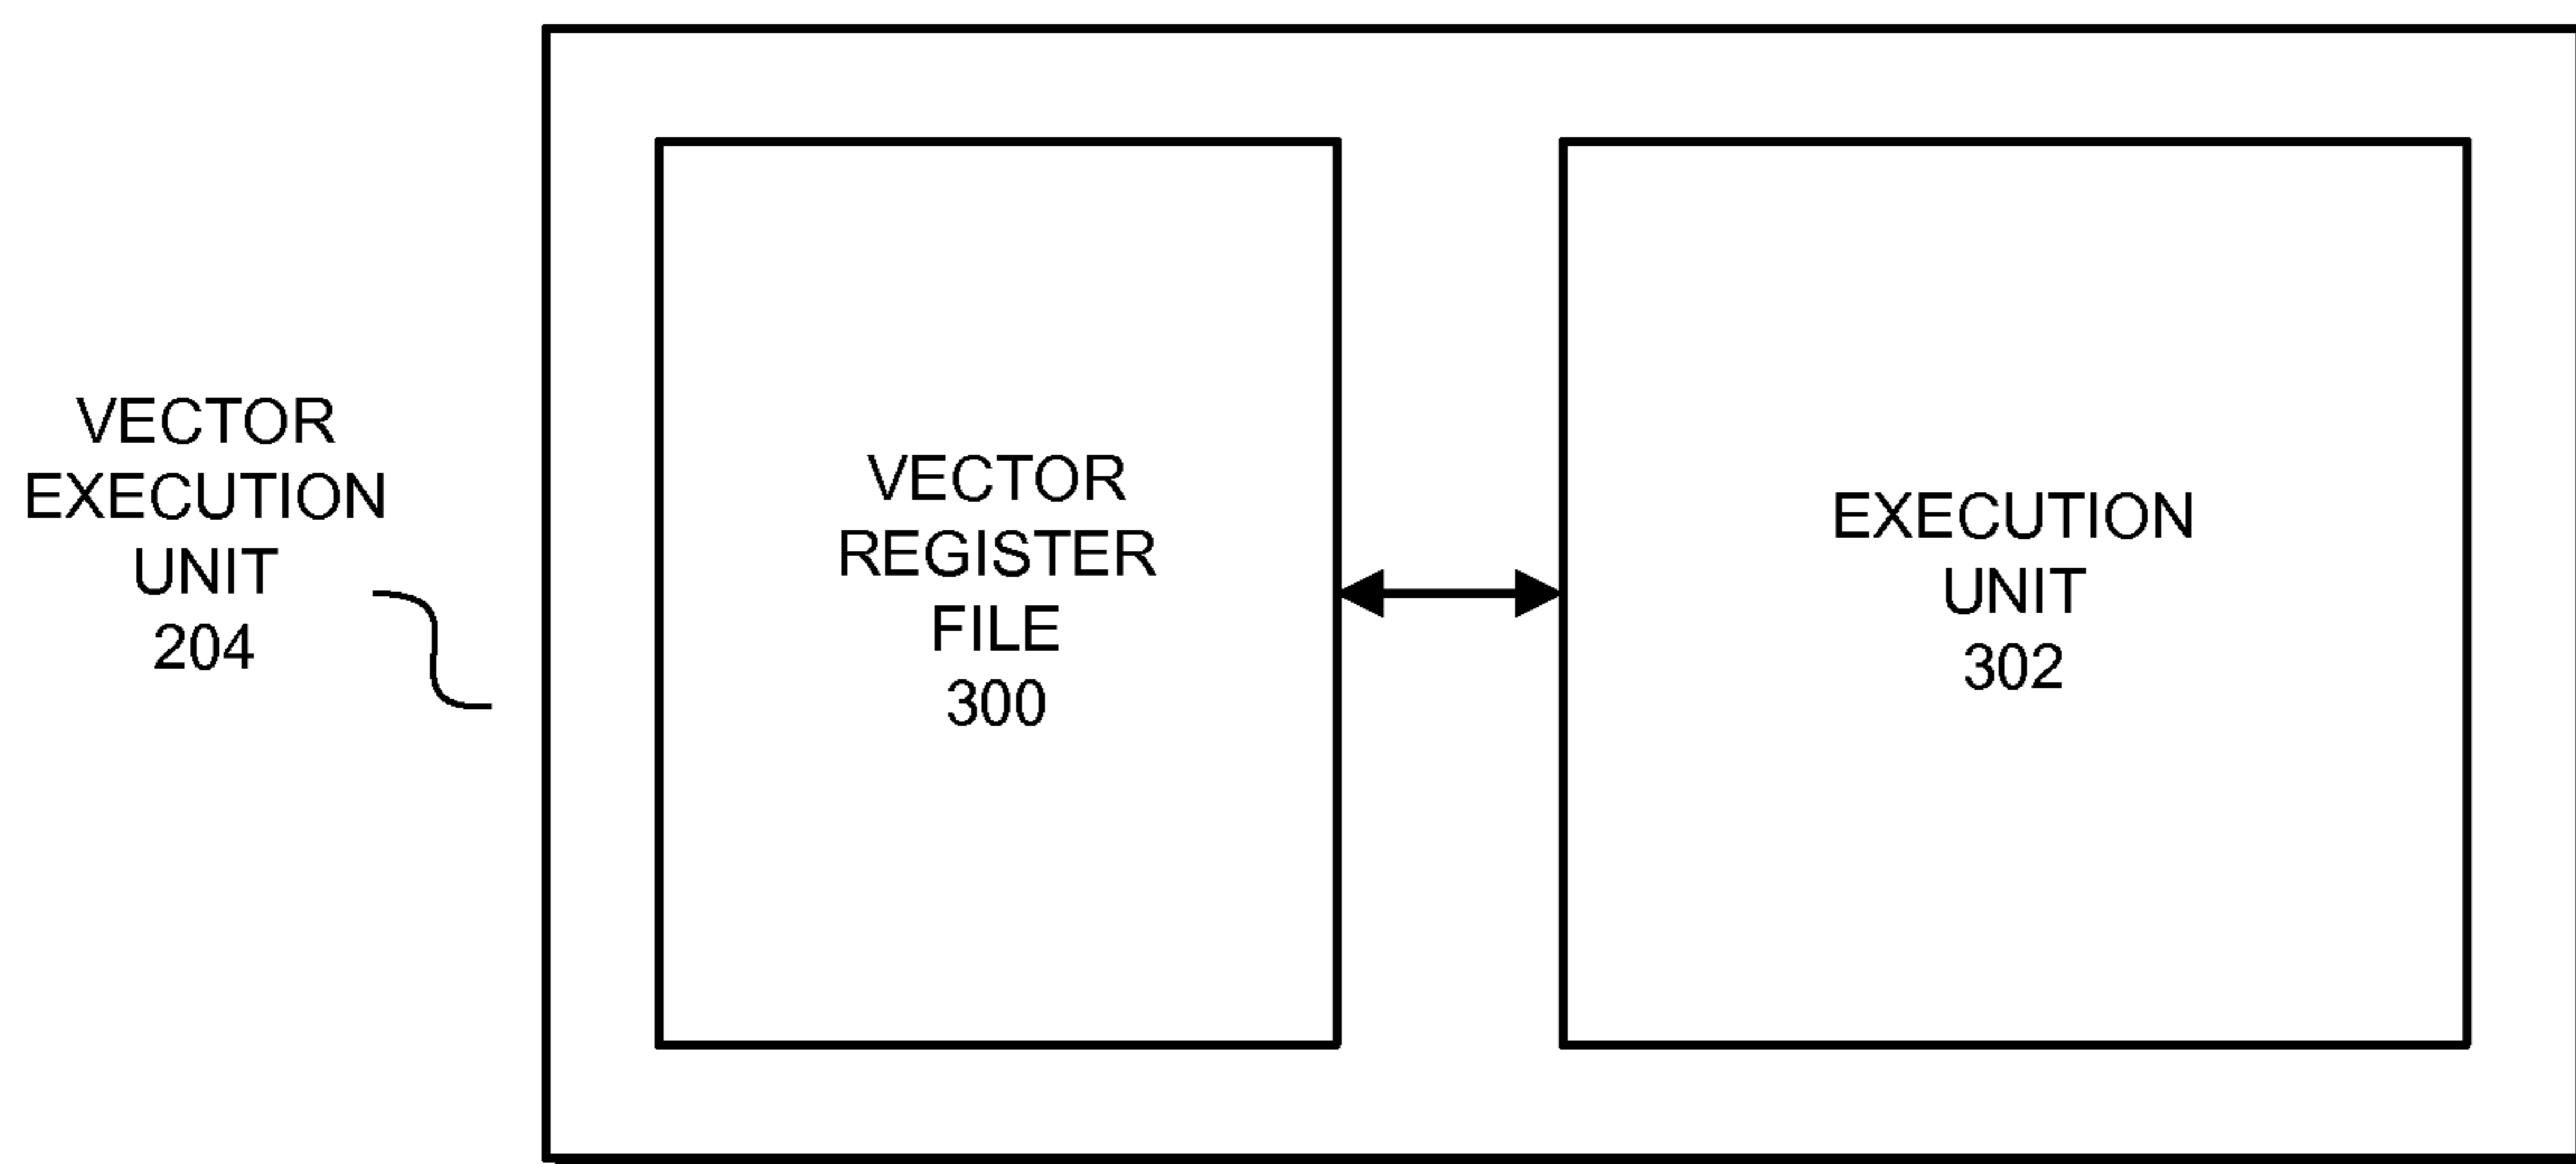 VECTOR
EXECUTION
UNIT
204
VECTOR
REGISTER
FILE
300
EXECUTION
UNIT
302